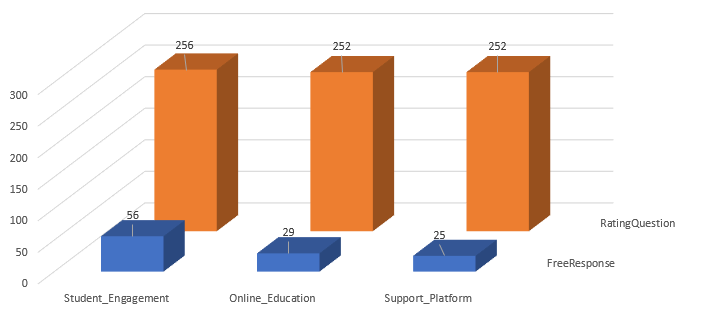 256
252
252
300
250
200
150
100
50
0
56
29
25
RatingQuestion
FreeResponse
Student_Engagement
Online_Education
Support_Platform